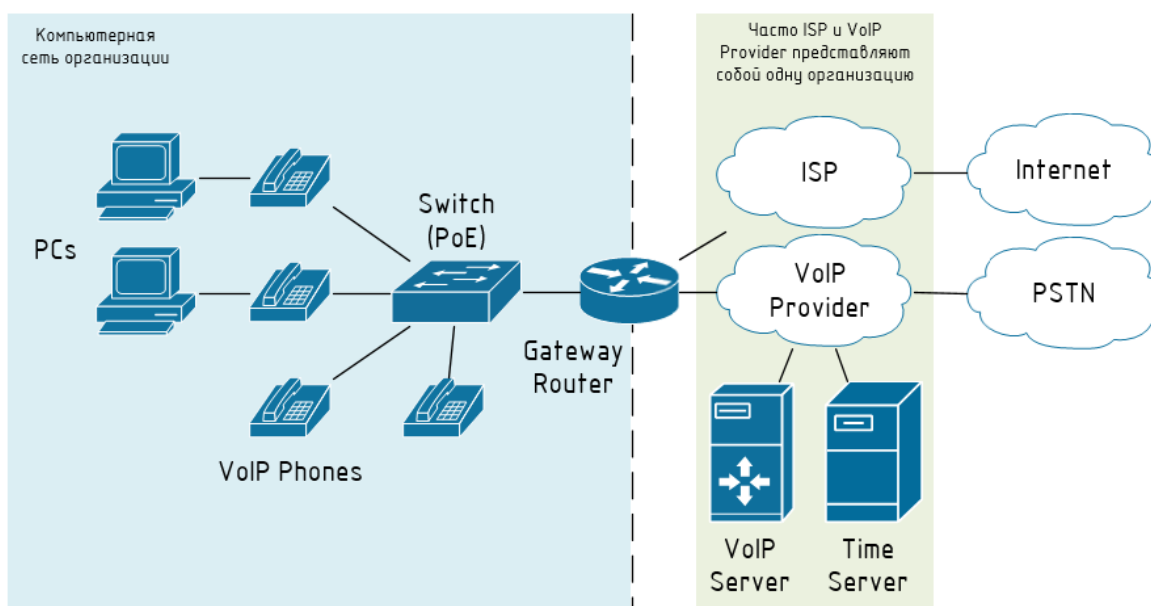 Компьютерная
сеть организации
Часто ISP и VoIP
Provider представляют
собой одну организацию
ISP
Internet
Switch
(PoE)
PCs
VoIP
Provider
PSTN
Gateway
Router
VoIP Phones
VoIP
Server
Time
Server